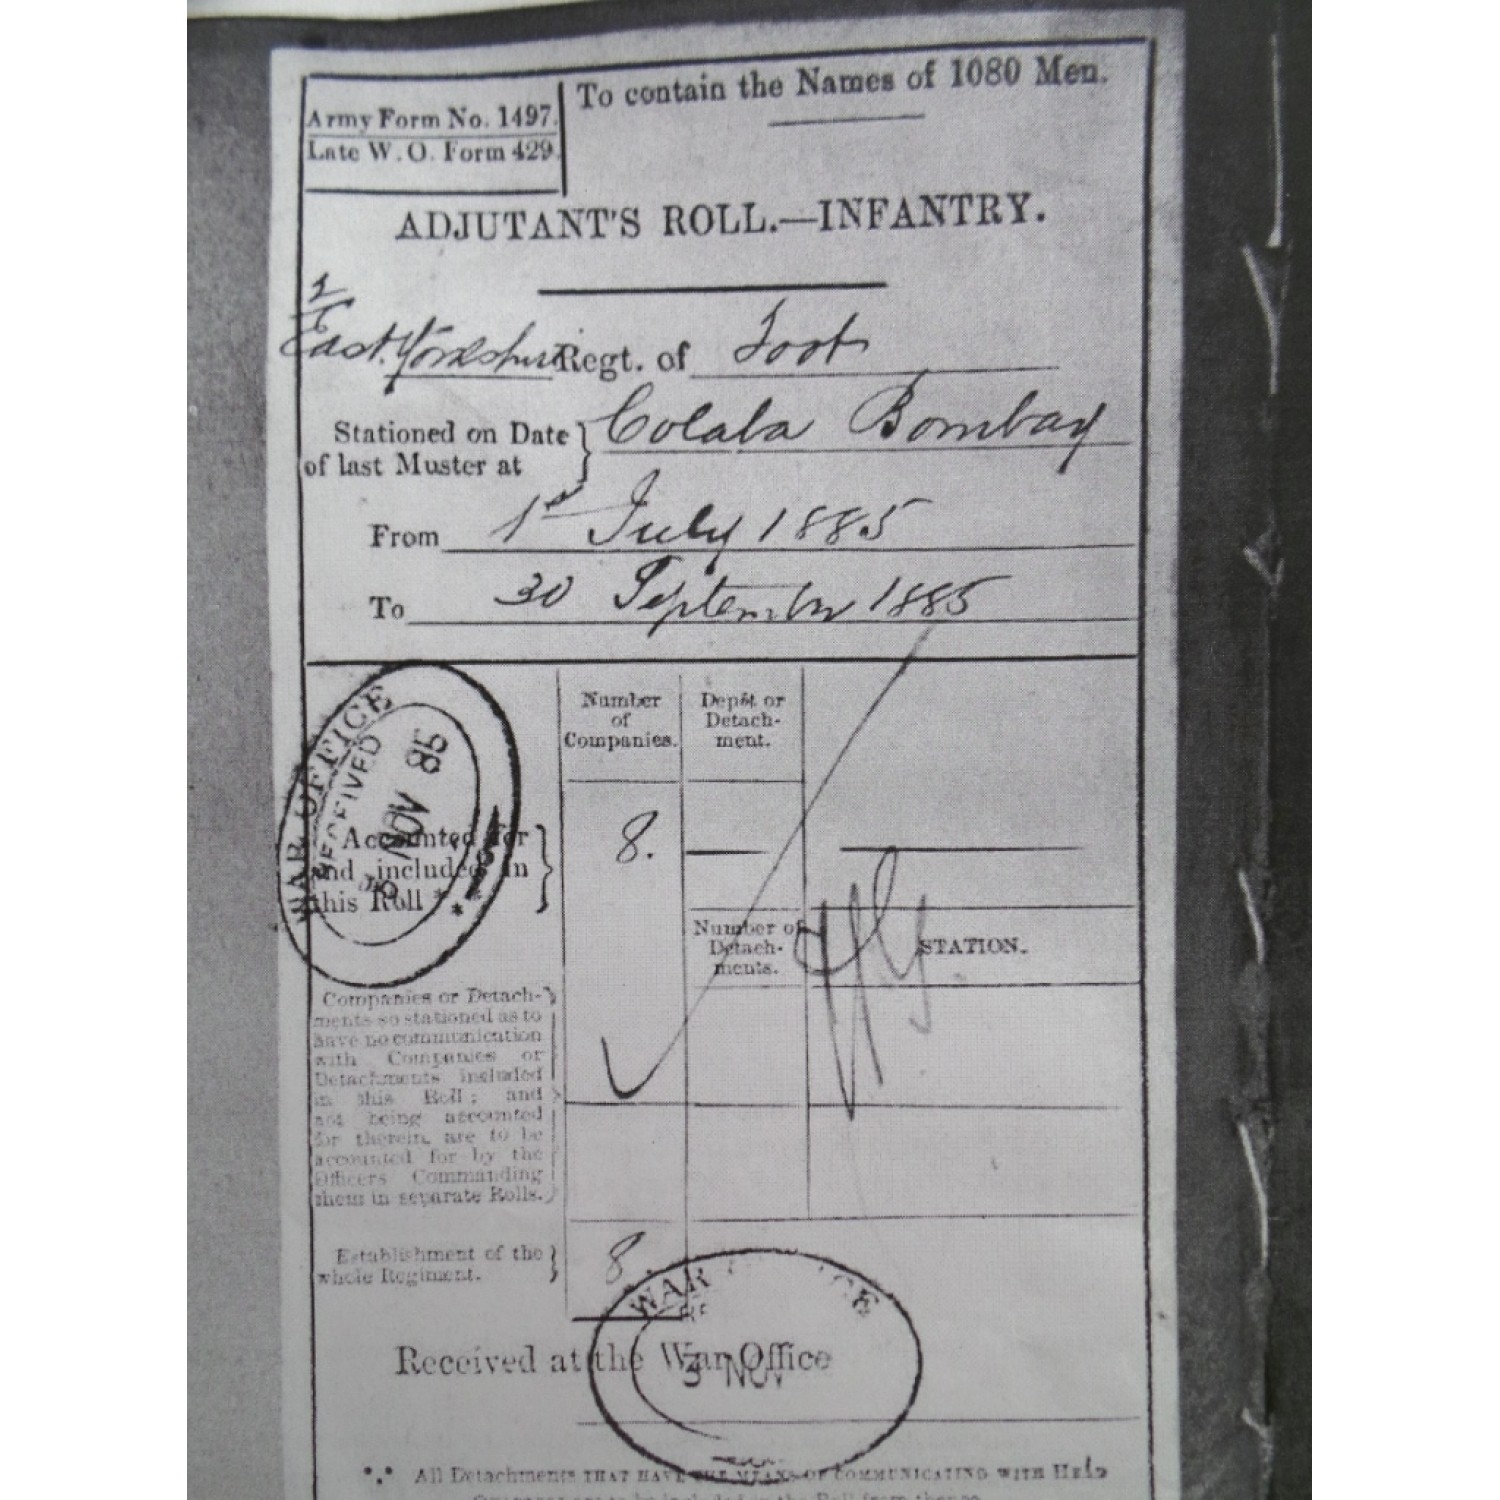 To contain the Names of 1080 Men.
Army Form No. 1497.
Late W. O. Form 429.
ADJUTANT'S ROLL.—INFANTRY.
East. Yorkshire Regt. of Foot
Stationed on Date of last Muster at } Colaba Bombay
From 1st July 1885
To 30 September 1885
Number of Companies.
Depôt or Detachment.
WAR OFFICE
RECEIVED
NOV 85
Accounted for
and included in
this Roll
8.
Number of
Detach-
ments.
STATION.
Companies or Detach-
ments so stationed as to
have no communication
with Companies or
Detachments included
in this Roll; and
not being accounted
for therein, are to be
accounted for by the
Officers Commanding
them in separate Rolls.
Establishment of the
whole Regiment.
8
WAR
Received at the War Office
3 NOV
*.* All Detachments THAT HAVE THE MEANS OF COMMUNICATING WITH HEAD